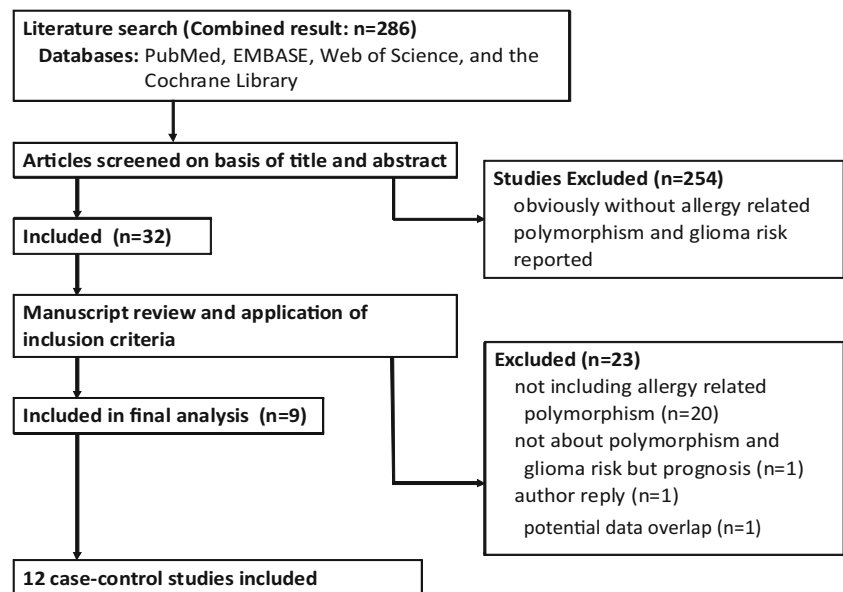 Literature search (Combined result: n=286)
Databases: PubMed, EMBASE, Web of Science, and the
Cochrane Library
Articles screened on basis of title and abstract
Studies Excluded (n=254)
obviously without allergy related
polymorphism and glioma risk
reported
Included (n=32)
Manuscript review and application of
inclusion criteria
Excluded (n=23)
not including allergy related
polymorphism (n=20)
not about polymorphism and
glioma risk but prognosis (n=1)
author reply (n=1)
potential data overlap (n=1)
Included in final analysis (n=9)
12 case-control studies included